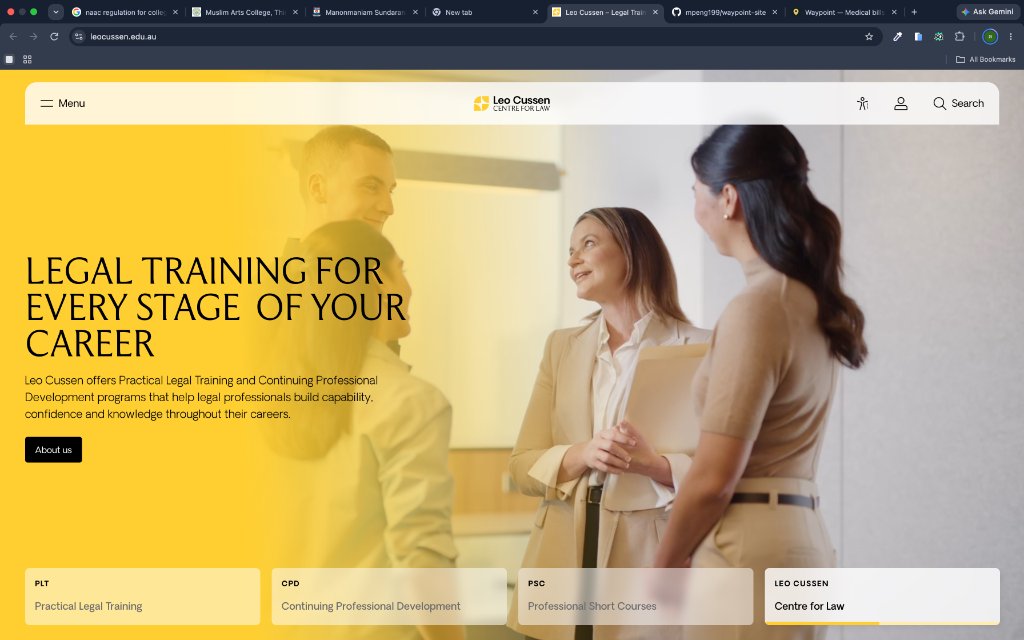 naac regulation for colle
Muslim Arts College, Thi
Manonmaniam Sundaran
New tab
Leo Cussen – Legal Train
mpeng199/waypoint-site
Waypoint — Medical bill
Ask Gemini
leocussen.edu.au
All Bookmarks
Menu
Leo Cussen
CENTRE FOR LAW
Search
LEGAL TRAINING FOR
EVERY STAGE OF YOUR
CAREER
Leo Cussen offers Practical Legal Training and Continuing Professional
Development programs that help legal professionals build capability,
confidence and knowledge throughout their careers.
About us
PLT
Practical Legal Training
CPD
Continuing Professional Development
PSC
Professional Short Courses
LEO CUSSEN
Centre for Law